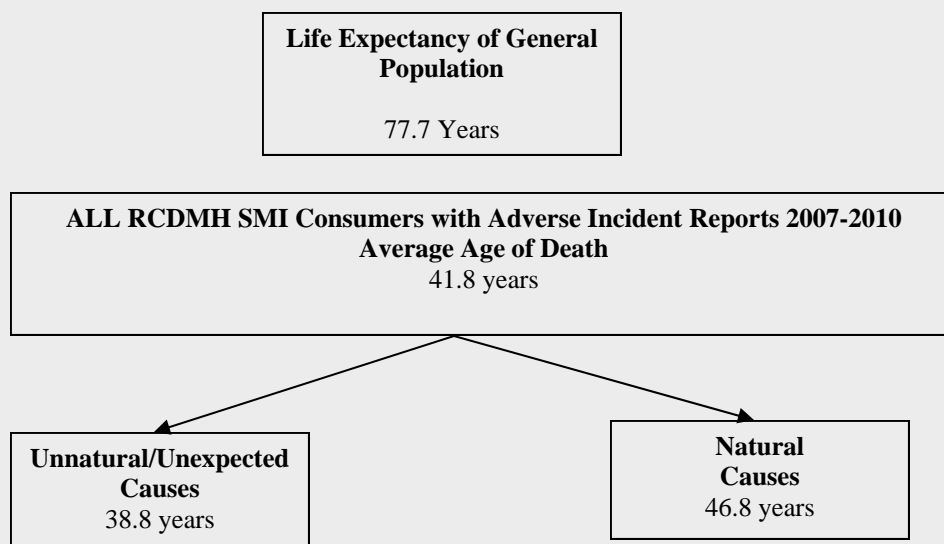 Life Expectancy of General
Population
77.7 Years
ALL RCDMH SMI Consumers with Adverse Incident Reports 2007-2010
Average Age of Death
41.8 years
Unnatural/Unexpected
Causes
38.8 years
Natural
Causes
46.8 years